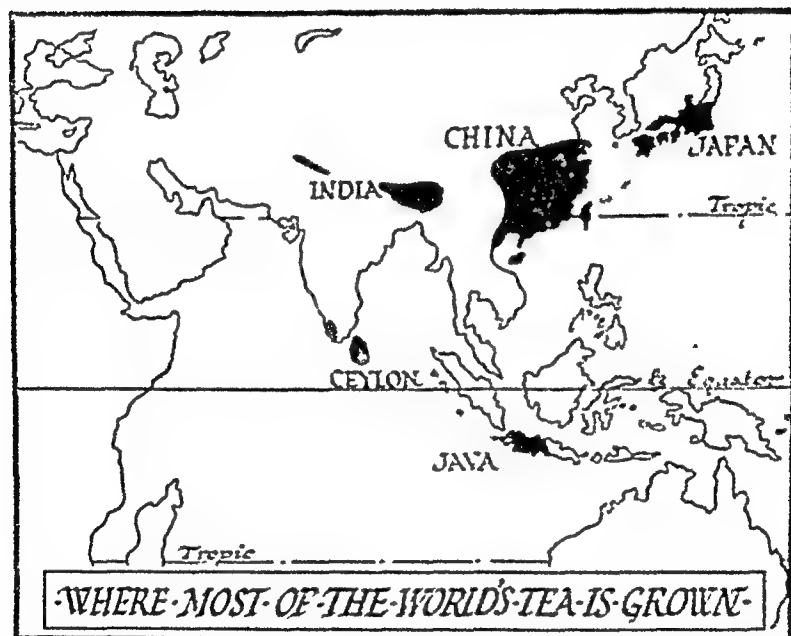 CHINA
JAPAN
INDIA
Tropic
CEYLON
Equator
JAVA
Tropic
·WHERE·MOST·OF·THE·WORLD'S·TEA·IS·GROWN·